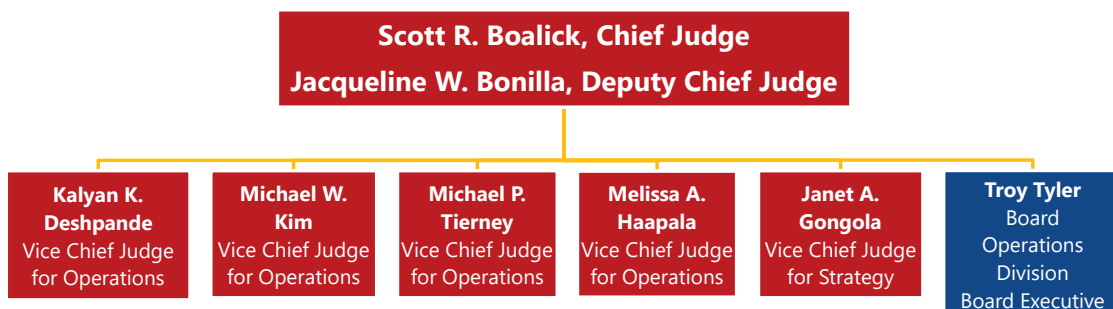 Scott R. Boalick, Chief Judge
Jacqueline W. Bonilla, Deputy Chief Judge
Kalyan K.
Deshpande
Vice Chief Judge
for Operations
Michael W.
Kim
Vice Chief Judge
for Operations
Michael P.
Tierney
Vice Chief Judge
for Operations
Melissa A.
Haapala
Vice Chief Judge
for Operations
Janet A.
Gongola
Vice Chief Judge
for Strategy
Troy Tyler
Board
Operations
Division
Board Executive